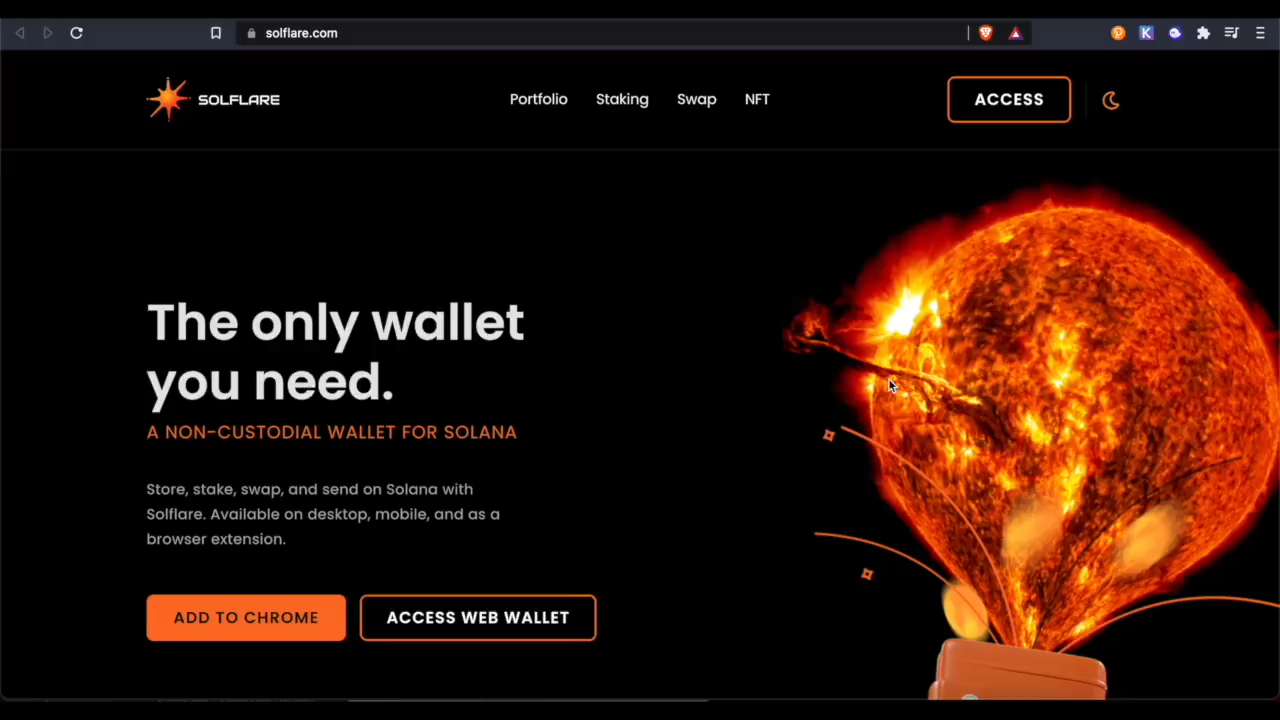 solflare.com
SOLFLARE
Portfolio
Staking
Swap
NFT
ACCESS
The only wallet
you need.
A NON-CUSTODIAL WALLET FOR SOLANA
Store, stake, swap, and send on Solana with
Solflare. Available on desktop, mobile, and as a
browser extension.
ADD TO CHROME
ACCESS WEB WALLET